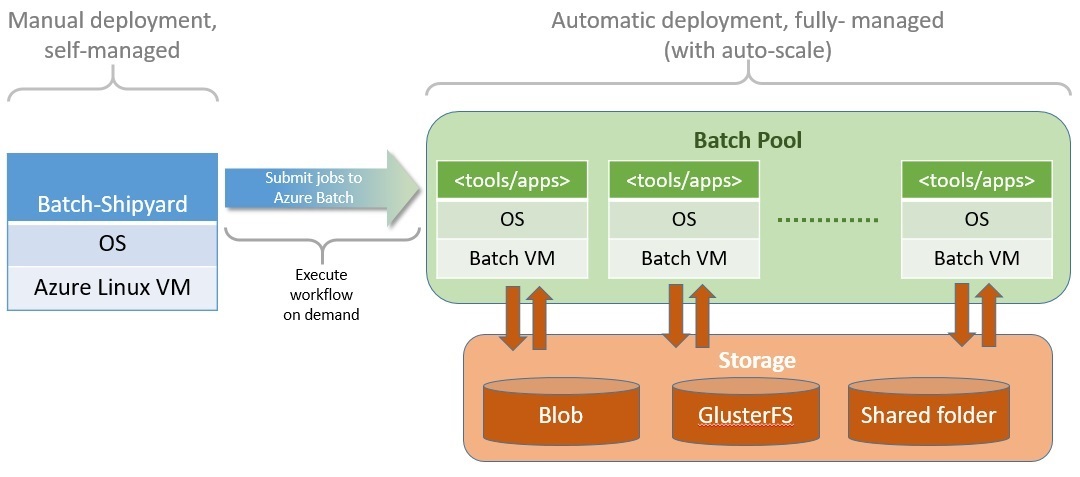 Manual deployment,
self-managed
Automatic deployment, fully- managed
(with auto-scale)
Batch-Shipyard
OS
Azure Linux VM
Submit jobs to
Azure Batch
Execute
workflow
on demand
Batch Pool
<tools/apps>
OS
Batch VM
<tools/apps>
OS
Batch VM
<tools/apps>
OS
Batch VM
Storage
Blob
GlusterFS
Shared folder